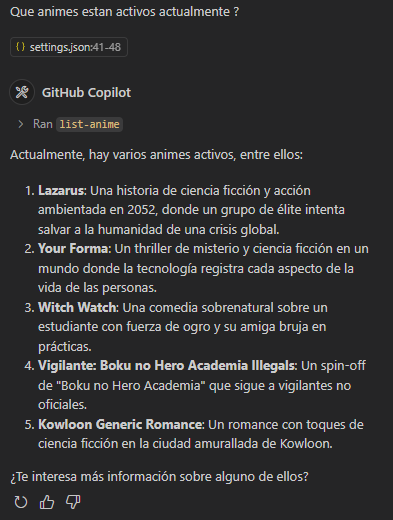 Que animes estan activos actualmente ?
{} settings.json:41-48
GitHub Copilot
> Ran list-anime
Actualmente, hay varios animes activos, entre ellos:
1. Lazarus: Una historia de ciencia ficción y acción
ambientada en 2052, donde un grupo de élite intenta
salvar a la humanidad de una crisis global.
2. Your Forma: Un thriller de misterio y ciencia ficción en un
mundo donde la tecnología registra cada aspecto de la
vida de las personas.
3. Witch Watch: Una comedia sobrenatural sobre un
estudiante con fuerza de ogro y su amiga bruja en
prácticas.
4. Vigilante: Boku no Hero Academia Illegals: Un spin-off
de "Boku no Hero Academia" que sigue a vigilantes no
oficiales.
5. Kowloon Generic Romance: Un romance con toques de
ciencia ficción en la ciudad amurallada de Kowloon.
¿Te interesa más información sobre alguno de ellos?